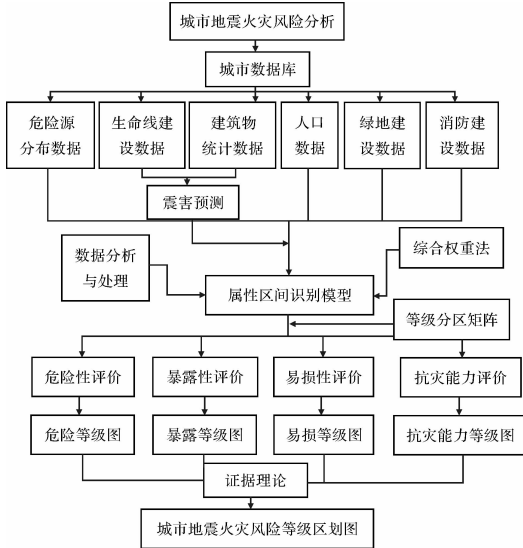 城市地震火灾风险分析
城市数据库
危险源
分布数据
生命线建
设数据
建筑物
统计数据
人口
数据
绿地建
设数据
消防建
设数据
震害预测
数据分析
与处理
综合权重法
属性区间识别模型
等级分区矩阵
危险性评价
暴露性评价
易损性评价
抗灾能力评价
危险等级图
暴露等级图
易损等级图
抗灾能力等级图
证据理论
城市地震火灾风险等级区划图